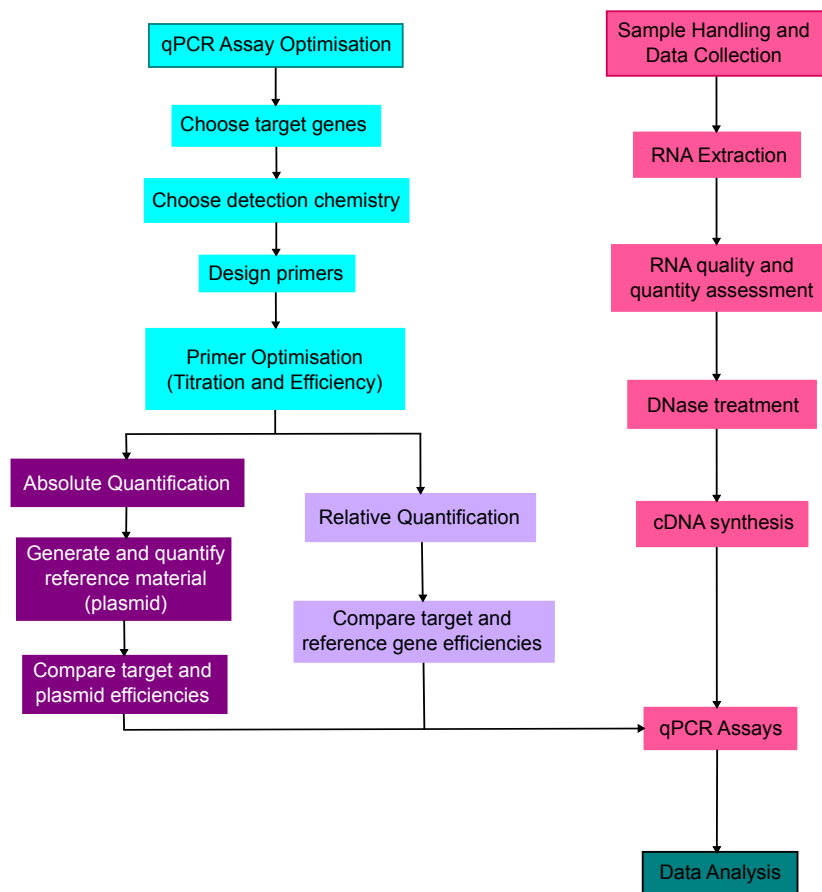 qPCR Assay Optimisation
Choose target genes
Choose detection chemistry
Design primers
Primer Optimisation
(Titration and Efficiency)
Absolute Quantification
Generate and quantify
reference material
(plasmid)
Compare target and
plasmid efficiencies
Relative Quantification
Compare target and
reference gene efficiencies
Sample Handling and
Data Collection
RNA Extraction
RNA quality and
quantity assessment
DNase treatment
cDNA synthesis
qPCR Assays
Data Analysis